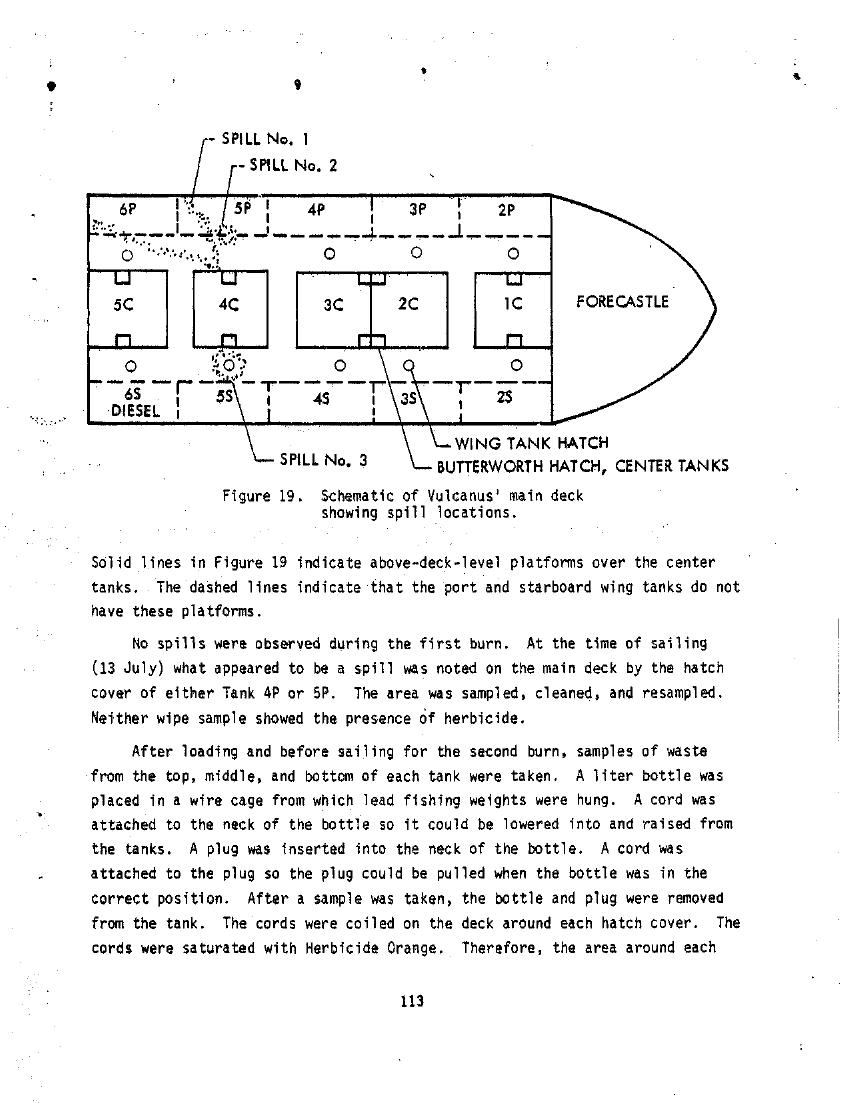 SPILL No. 1
SPILL No. 2
6P 5P 4P 3P 2P
5C 4C 3C 2C 1C FORECASTLE
6S 5S 4S 3S 2S
DIESEL
WING TANK HATCH
SPILL No. 3 BUTTERWORTH HATCH, CENTER TANKS
Figure 19. Schematic of Vulcanus' main deck
showing spill locations.
Solid lines in Figure 19 indicate above-deck-level platforms over the center
tanks. The dashed lines indicate that the port and starboard wing tanks do not
have these platforms.
No spills were observed during the first burn. At the time of sailing
(13 July) what appeared to be a spill was noted on the main deck by the hatch
cover of either Tank 4P or 5P. The area was sampled, cleaned, and resampled.
Neither wipe sample showed the presence of herbicide.
After loading and before sailing for the second burn, samples of waste
from the top, middle, and bottom of each tank were taken. A liter bottle was
placed in a wire cage from which lead fishing weights were hung. A cord was
attached to the neck of the bottle so it could be lowered into and raised from
the tanks. A plug was inserted into the neck of the bottle. A cord was
attached to the plug so the plug could be pulled when the bottle was in the
correct position. After a sample was taken, the bottle and plug were removed
from the tank. The cords were coiled on the deck around each hatch cover. The
cords were saturated with Herbicide Orange. Therefore, the area around each
113